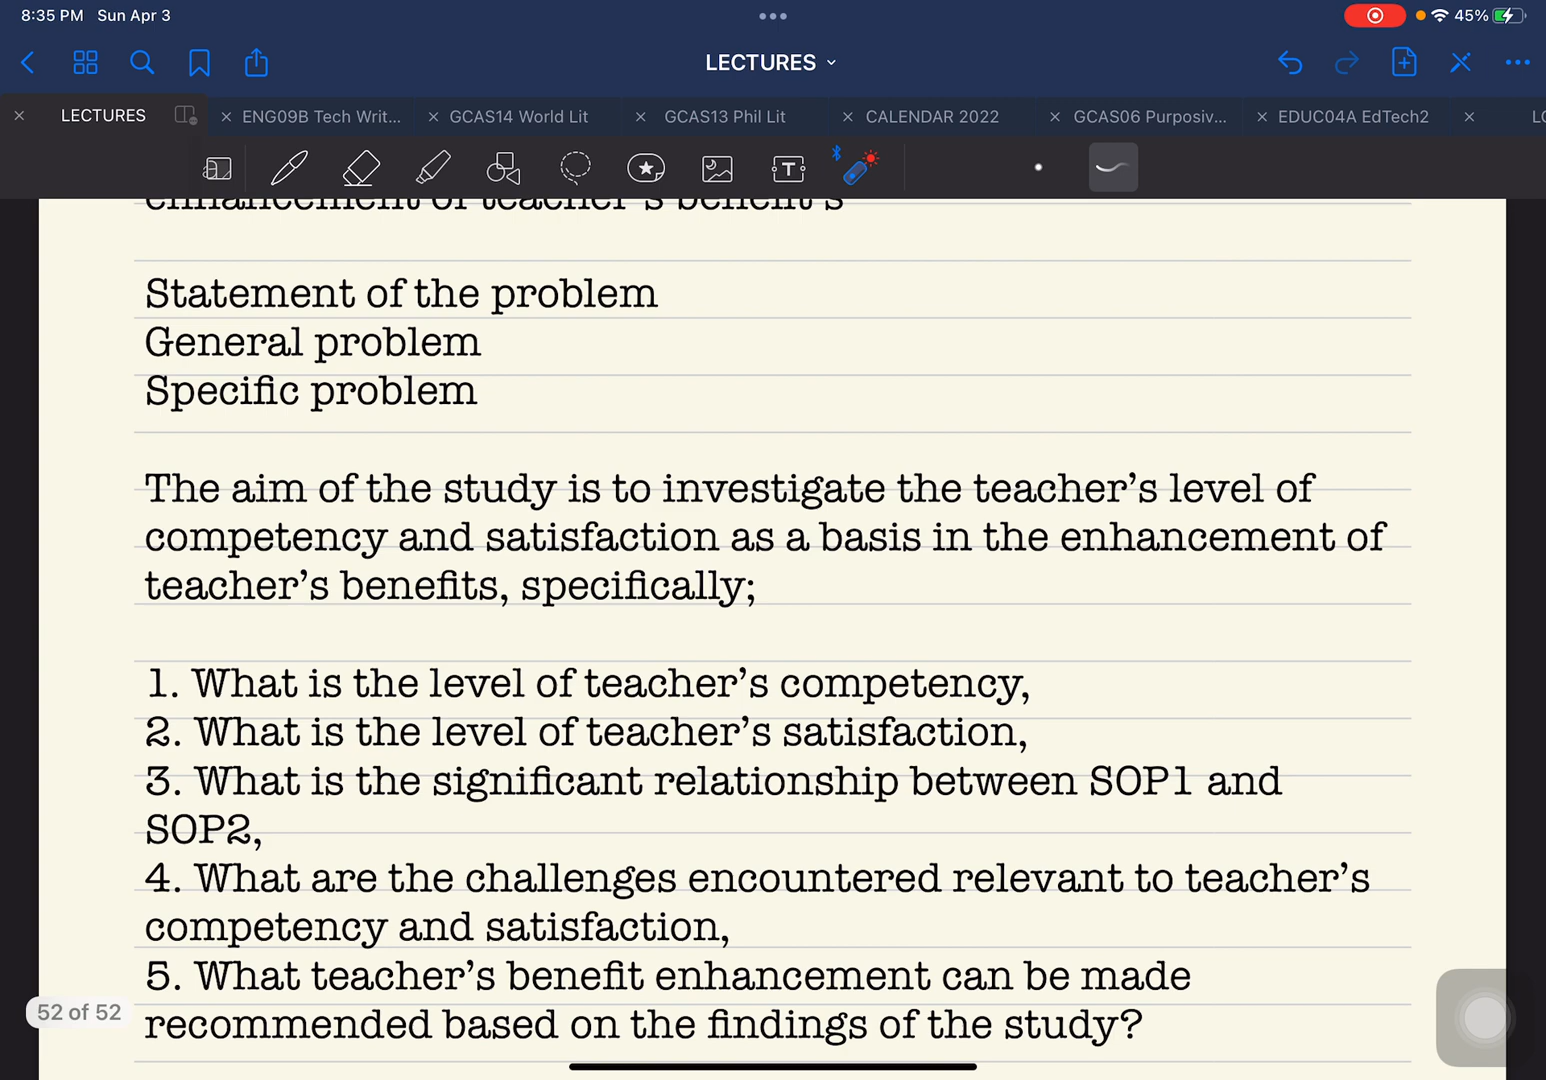 8:35 PM Sun Apr 3
45%
LECTURES
LECTURES
ENG09B Tech Writ...
GCAS14 World Lit
GCAS13 Phil Lit
CALENDAR 2022
GCAS06 Purposiv...
EDUC04A EdTech2
LO
T
enhancement of teacher's benefit's
Statement of the problem
General problem
Specific problem
The aim of the study is to investigate the teacher's level of
competency and satisfaction as a basis in the enhancement of
teacher's benefits, specifically;
1. What is the level of teacher's competency,
2. What is the level of teacher's satisfaction,
3. What is the significant relationship between SOP1 and
SOP2,
4. What are the challenges encountered relevant to teacher's
competency and satisfaction,
5. What teacher's benefit enhancement can be made
recommended based on the findings of the study?
52 of 52